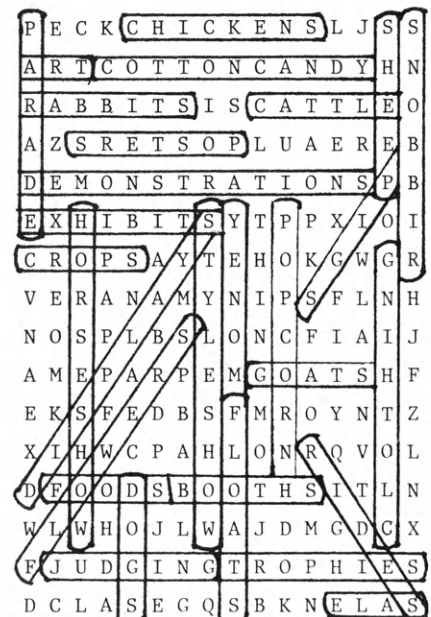 P E C K C H I C K E N S L J S S
A R T C O T T O N C A N D Y H N
R A B B I T S I S C A T T L E O
A Z S R E T S O P L U A E R E B
D E M O N S T R A T I O N S P B
E X H I B I T S Y T P P X I O I
C R O P S A Y T E H O K G W G R
V E R A N A M Y N I P S F L N H
N O S P L B S L O N C F I A I J
A M E P A R P E M G O A T S H F
E K S F E D B S F M R O Y N T Z
X I H W C P A H L O N R Q V O L
D F O O D S B O O T H S I T L N
W L W H O J L W A J D M G D C X
F J U D G I N G T R O P H I E S
D C L A S E G Q S B K N E L A S